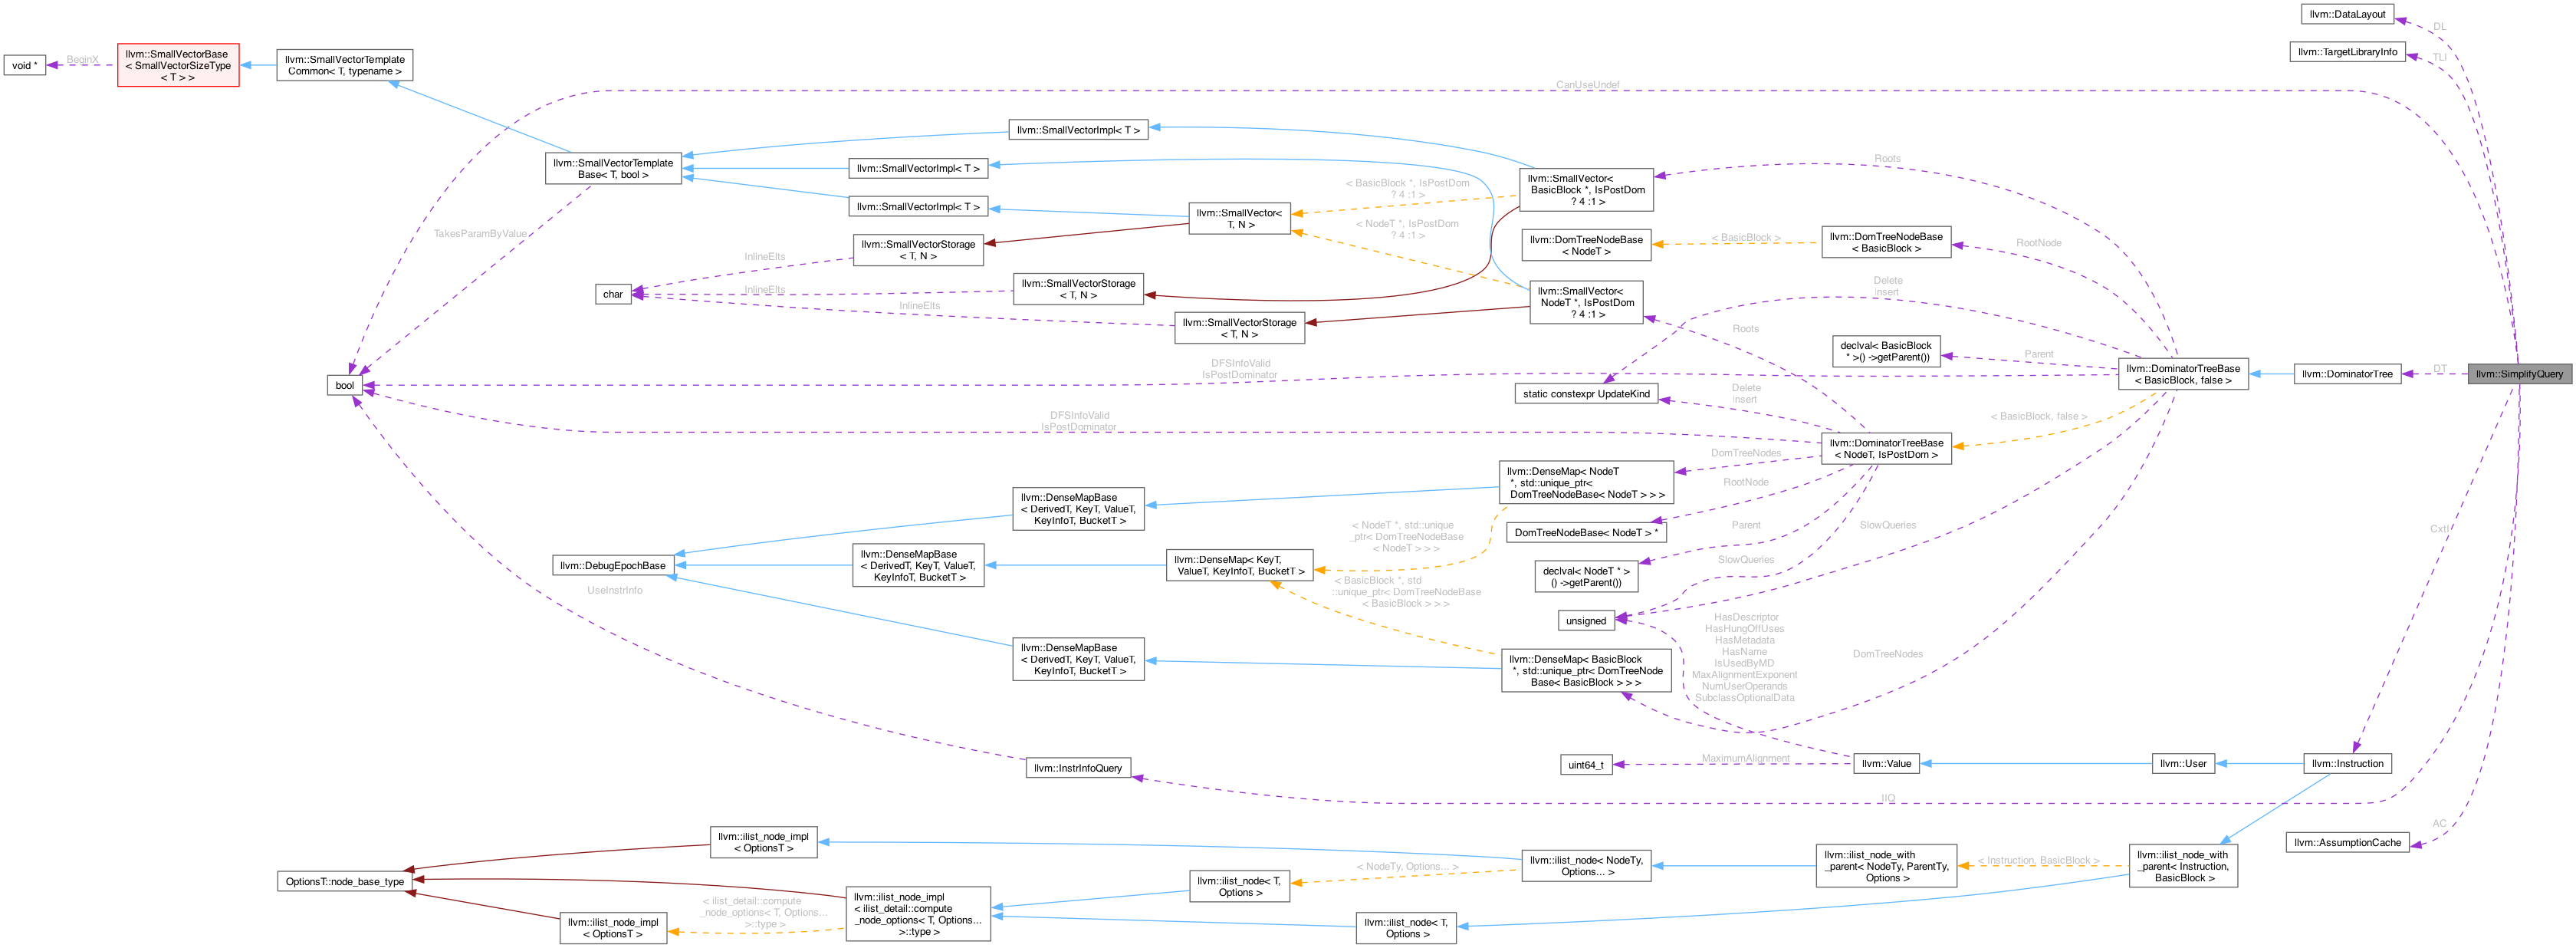 llvm::DataLayout
DL
llvm::TargetLibraryInfo
TLI
void *
BeginX
llvm::SmallVectorBase
< SmallVectorSizeType
< T > >
llvm::SmallVectorTemplate
Common< T, typename >
CanUseUndef
llvm::SmallVectorImpl< T >
llvm::SmallVectorTemplate
Base< T, bool >
llvm::SmallVectorImpl< T >
llvm::SmallVectorImpl< T >
< BasicBlock *, IsPostDom
? 4 :1 >
llvm::SmallVector<
BasicBlock *, IsPostDom
? 4 :1 >
Roots
llvm::SmallVector<
T, N >
< NodeT *, IsPostDom
? 4 :1 >
TakesParamByValue
llvm::SmallVectorStorage
< T, N >
llvm::DomTreeNodeBase
< NodeT >
< BasicBlock >
llvm::DomTreeNodeBase
< BasicBlock >
RootNode
InlineElts
char
InlineElts
llvm::SmallVectorStorage
< T, N >
InlineElts
llvm::SmallVectorStorage
< T, N >
llvm::SmallVector<
NodeT *, IsPostDom
? 4 :1 >
Delete
Insert
Roots
declval< BasicBlock
* >() ->getParent())
Parent
bool
DFSInfoValid
IsPostDominator
static constexpr UpdateKind
Delete
Insert
llvm::DominatorTreeBase
< BasicBlock, false >
llvm::DominatorTree
DT
llvm::SimplifyQuery
DFSInfoValid
IsPostDominator
< BasicBlock, false >
llvm::DominatorTreeBase
< NodeT, IsPostDom >
DomTreeNodes
llvm::DenseMap< NodeT
*, std::unique_ptr<
DomTreeNodeBase< NodeT > > >
RootNode
llvm::DenseMapBase
< DerivedT, KeyT, ValueT,
KeyInfoT, BucketT >
DomTreeNodeBase< NodeT > *
Parent
SlowQueries
CxtI
< NodeT *, std::unique
_ptr< DomTreeNodeBase
< NodeT > > >
llvm::DebugEpochBase
llvm::DenseMapBase
< DerivedT, KeyT, ValueT,
KeyInfoT, BucketT >
llvm::DenseMap< KeyT,
ValueT, KeyInfoT, BucketT >
declval< NodeT * >
() ->getParent())
SlowQueries
UseInstrInfo
< BasicBlock *, std
::unique_ptr< DomTreeNodeBase
< BasicBlock > > >
unsigned
HasDescriptor
HasHungOffUses
HasMetadata
HasName
IsUsedByMD
MaxAlignmentExponent
NumUserOperands
SubclassOptionalData
llvm::DenseMapBase
< DerivedT, KeyT, ValueT,
KeyInfoT, BucketT >
llvm::DenseMap< BasicBlock
*, std::unique_ptr< DomTreeNode
Base< BasicBlock > > >
DomTreeNodes
llvm::InstrInfoQuery
uint64_t
MaximumAlignment
llvm::Value
llvm::User
llvm::Instruction
IIQ
AC
llvm::AssumptionCache
llvm::ilist_node_impl
< OptionsT >
OptionsT::node_base_type
llvm::ilist_node_impl
< OptionsT >
< ilist_detail::compute
_node_options< T, Options...
>::type >
llvm::ilist_node_impl
< ilist_detail::compute
_node_options< T, Options...
>::type >
llvm::ilist_node< T,
Options >
< NodeTy, Options... >
llvm::ilist_node< NodeTy,
Options... >
llvm::ilist_node_with
_parent< NodeTy, ParentTy,
Options >
< Instruction, BasicBlock >
llvm::ilist_node_with
_parent< Instruction,
BasicBlock >
llvm::ilist_node< T,
Options >